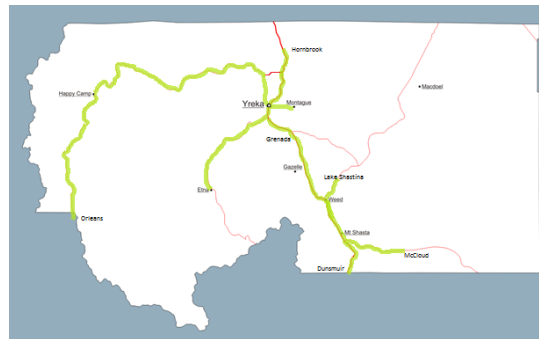 Hornbrook
Happy Camp
Macdoel
Yreka
Montague
Grenada
Gazelle
Lake Shastina
Etna
Weed
Orleans
Mt Shasta
McCloud
Dunsmuir